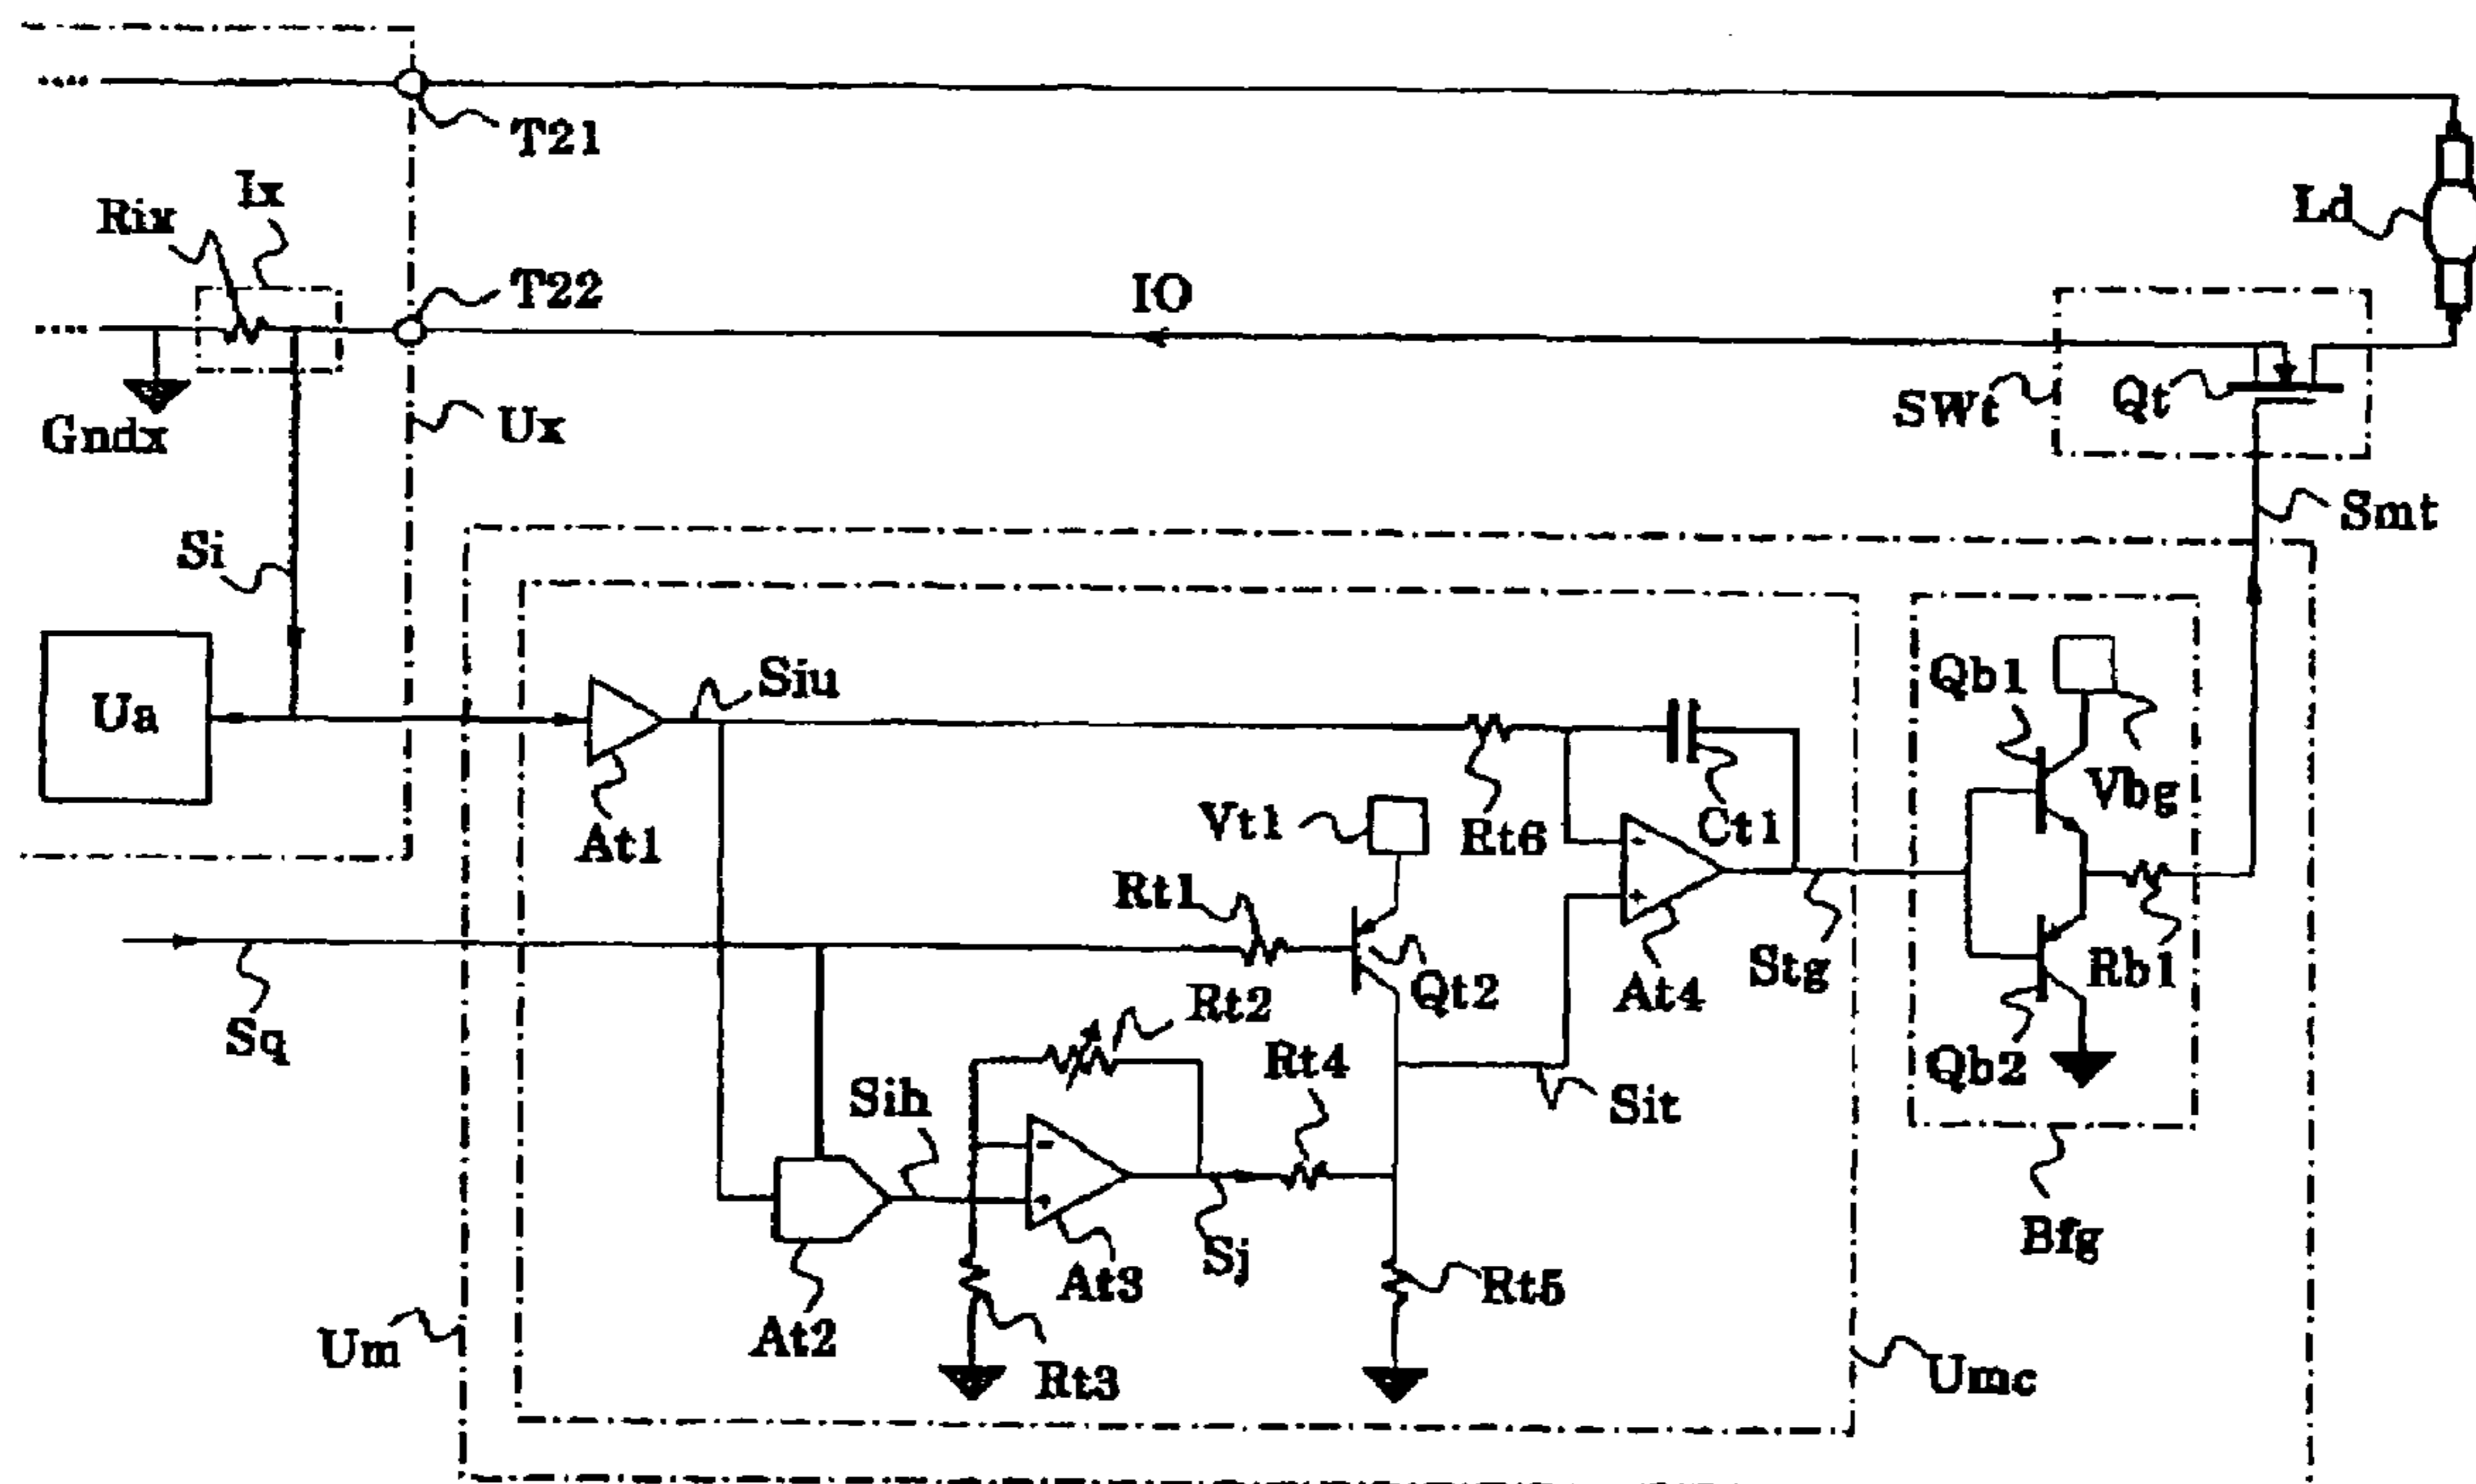 T21
Ix
Rix
Ld
T22
IO
Qt
SWt
Ux
Gndx
Smt
Si
Siu
Qb1
Ua
Vbg
Vt1
Ct1
Rt6
At1
Rt1
Stg
Rb1
Qt2
At4
Rt2
Sq
Rt4
Qb2
Sih
Sit
-
+
-
+
Bfg
Sj
At3
Rt5
At2
Um
Rt3
Umc